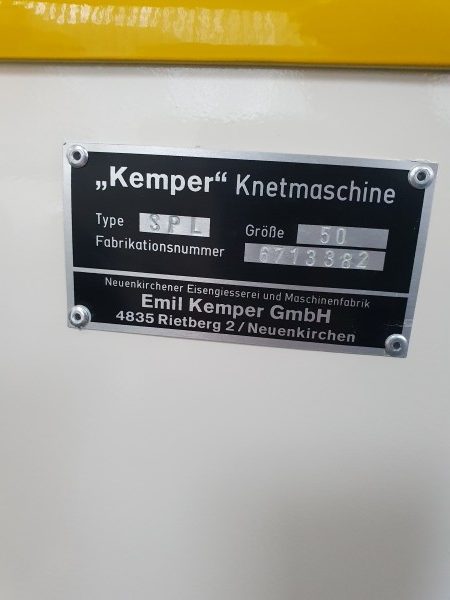 „Kemper“ Knetmaschine
Type SPL Größe 50
Fabrikationsnummer 6713382
Neuenkirchener Eisengiesserei und Maschinenfabrik
Emil Kemper GmbH
4835 Rietberg 2/Neuenkirchen